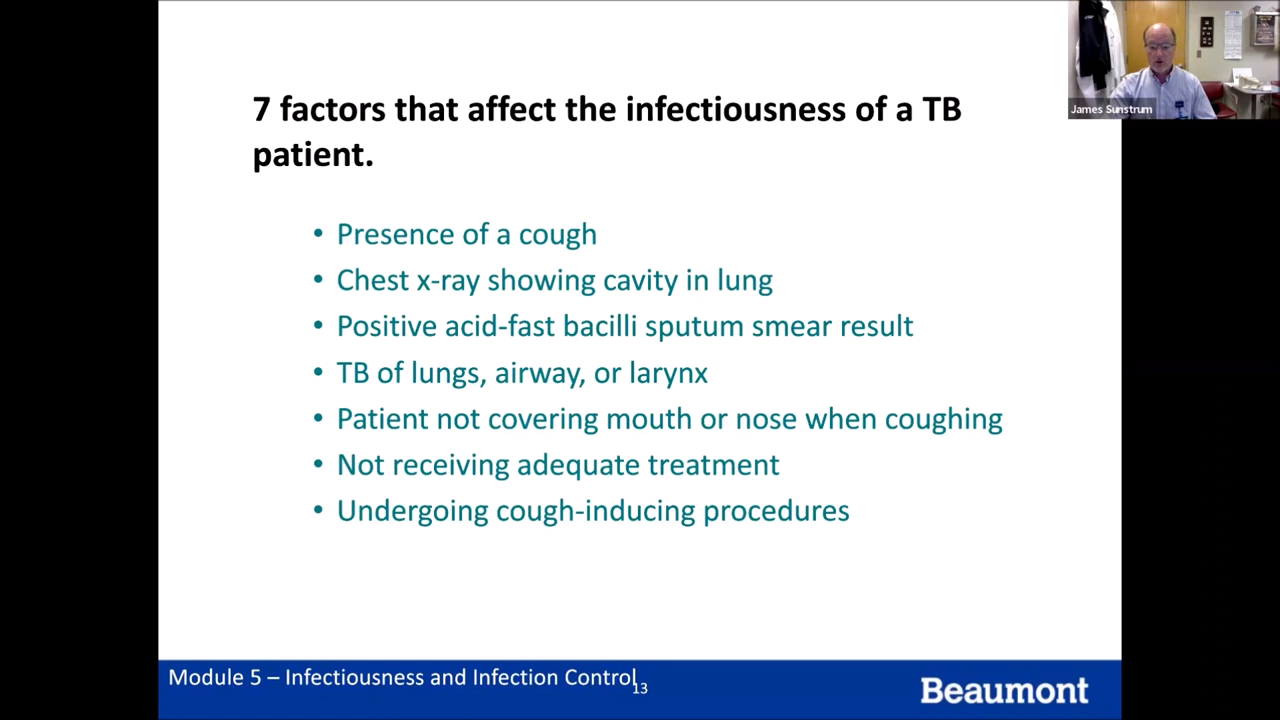 James Sunstrum
7 factors that affect the infectiousness of a TB
patient.
• Presence of a cough
• Chest x-ray showing cavity in lung
• Positive acid-fast bacilli sputum smear result
• TB of lungs, airway, or larynx
• Patient not covering mouth or nose when coughing
• Not receiving adequate treatment
• Undergoing cough-inducing procedures
Module 5 – Infectiousness and Infection Control
13
Beaumont